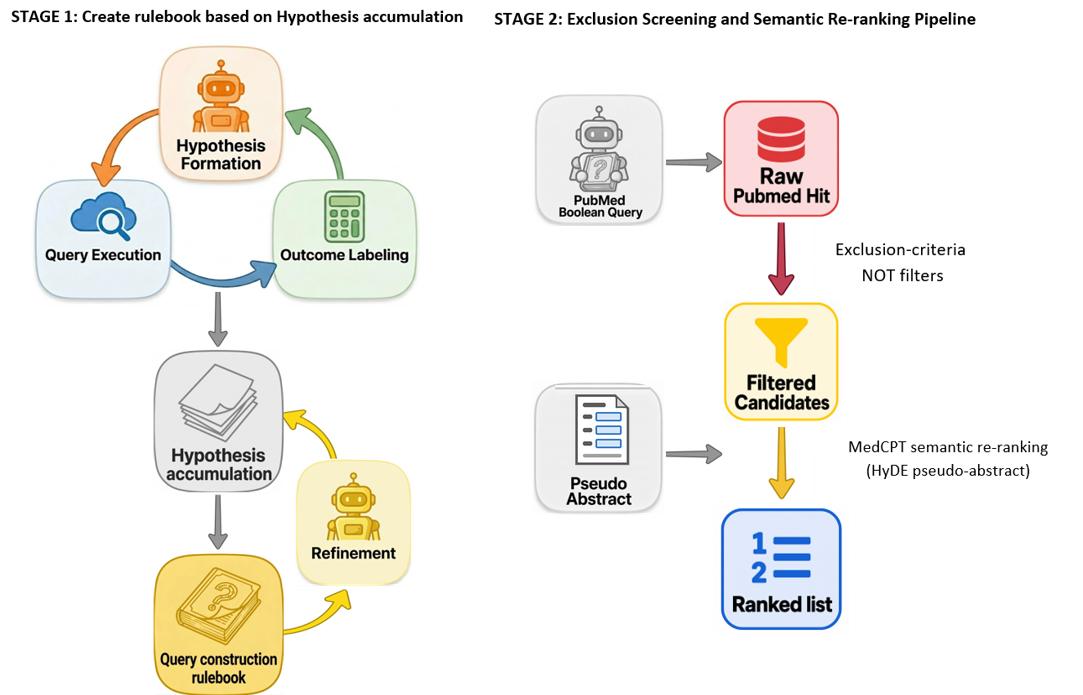 STAGE 1: Create rulebook based on Hypothesis accumulation
Hypothesis
Formation
Query Execution
Outcome Labeling
Hypothesis
accumulation
Refinement
Query construction
rulebook
STAGE 2: Exclusion Screening and Semantic Re-ranking Pipeline
?
PubMed
Boolean Query
Raw
Pubmed Hit
Exclusion-criteria
NOT filters
Filtered
Candidates
Pseudo
Abstract
MedCPT semantic re-ranking
(HyDE pseudo-abstract)
1
2
Ranked list
?